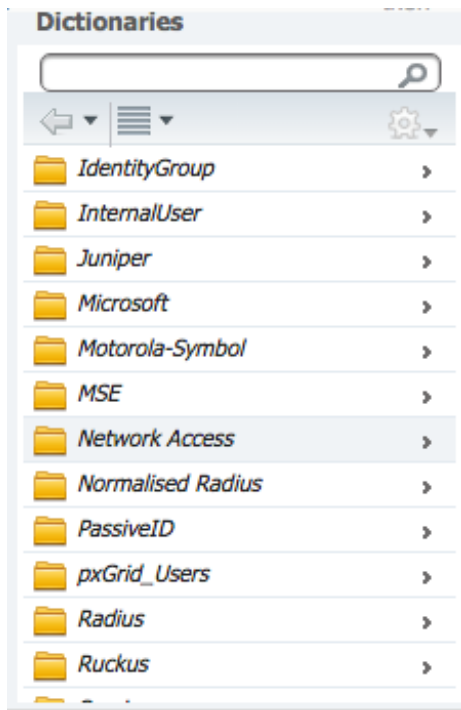 Dictionaries
IdentityGroup
InternalUser
Juniper
Microsoft
Motorola-Symbol
MSE
Network Access
Normalised Radius
PassiveID
pxGrid_Users
Radius
Ruckus